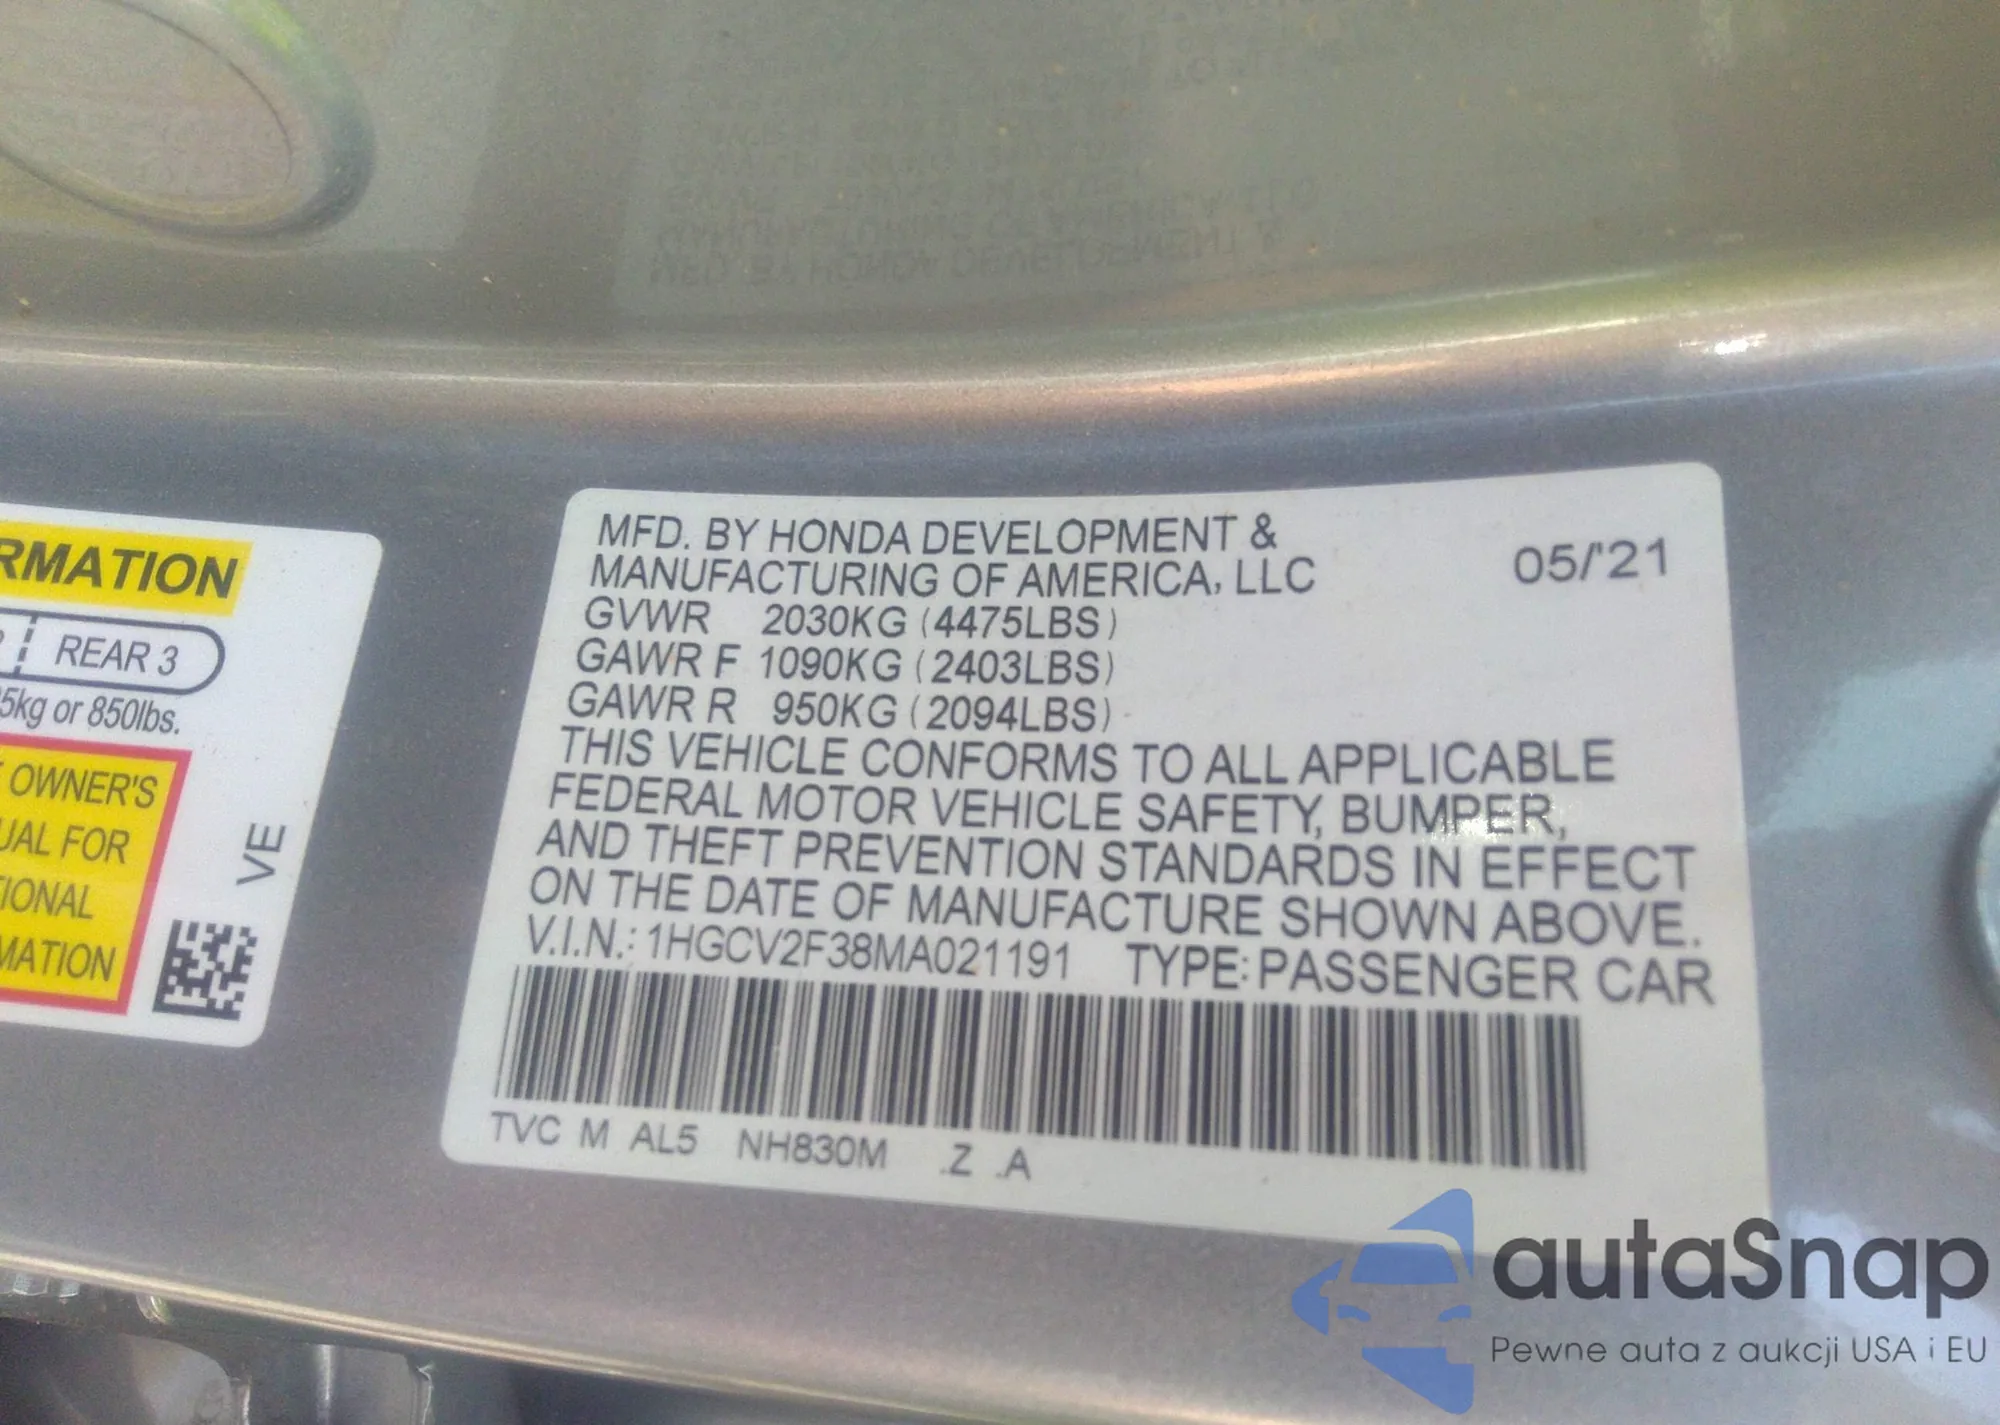 RMATION
REAR 3
5kg or 850lbs.
OWNER'S
UAL FOR
TIONAL
MATION
VE
MFD. BY HONDA DEVELOPMENT &
MANUFACTURING OF AMERICA, LLC
05/'21
GVWR 2030KG (4475LBS)
GAWR F 1090KG (2403LBS)
GAWR R 950KG (2094LBS)
THIS VEHICLE CONFORMS TO ALL APPLICABLE
FEDERAL MOTOR VEHICLE SAFETY, BUMPER,
AND THEFT PREVENTION STANDARDS IN EFFECT
ON THE DATE OF MANUFACTURE SHOWN ABOVE.
V.I.N.: 1HGCV2F38MA021191 TYPE: PASSENGER CAR
TVC M AL5 NH830M .Z .A
autaSnap
Pewne auta z aukcji USA i EU